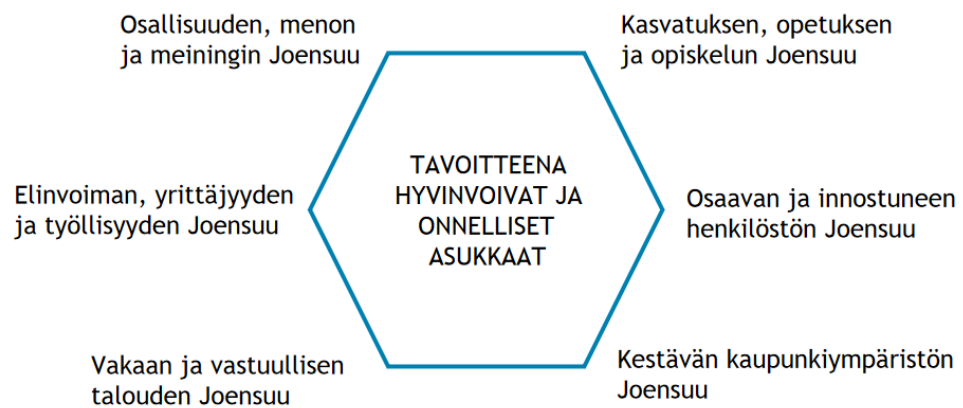 Osallisuuden, menon
ja meiningin Joensuu
Kasvatuksen, opetuksen
ja opiskelun Joensuu
Elinvoiman, yrittäjyyden
ja työllisyyden Joensuu
TAVOITTEENA
HYVINVOIVAT JA
ONNELLISET
ASUKKAAT
Osaavan ja innostuneen
henkilöstön Joensuu
Vakaan ja vastuullisen
talouden Joensuu
Kestävän kaupunkiympäristön
Joensuu